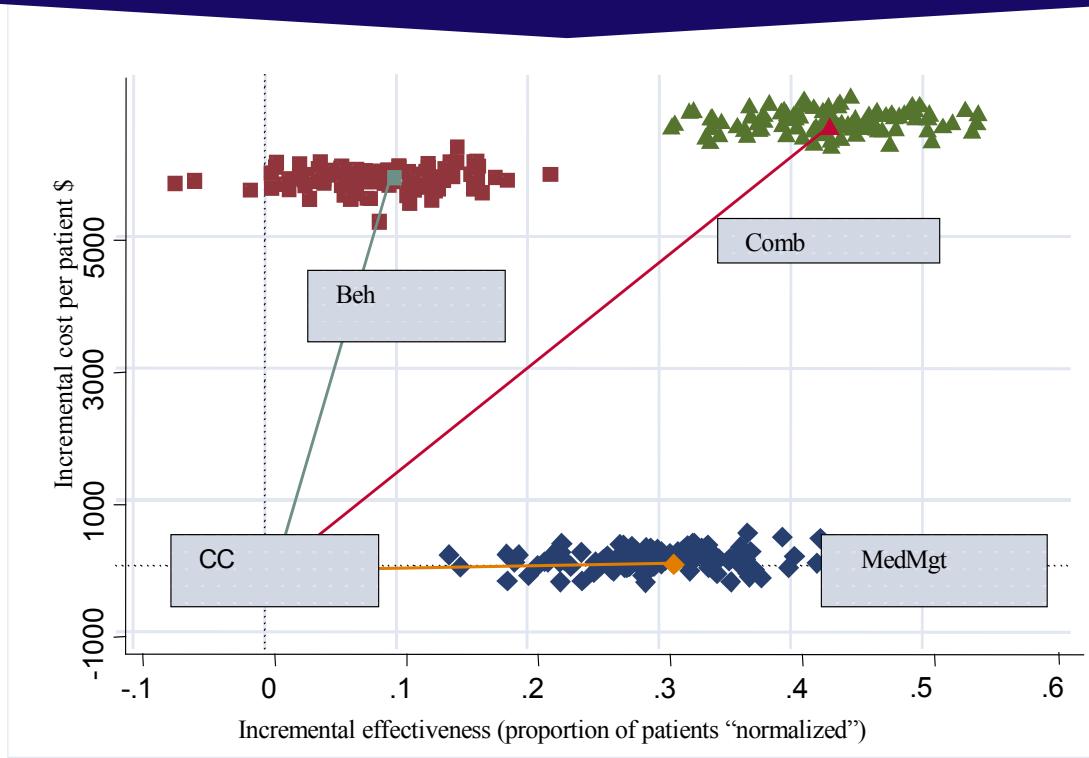 Incremental cost per patient $
5000
3000
1000
-1000
Comb
Beh
CC
MedMgt
-.1 0 .1 .2 .3 .4 .5 .6
Incremental effectiveness (proportion of patients “normalized”)